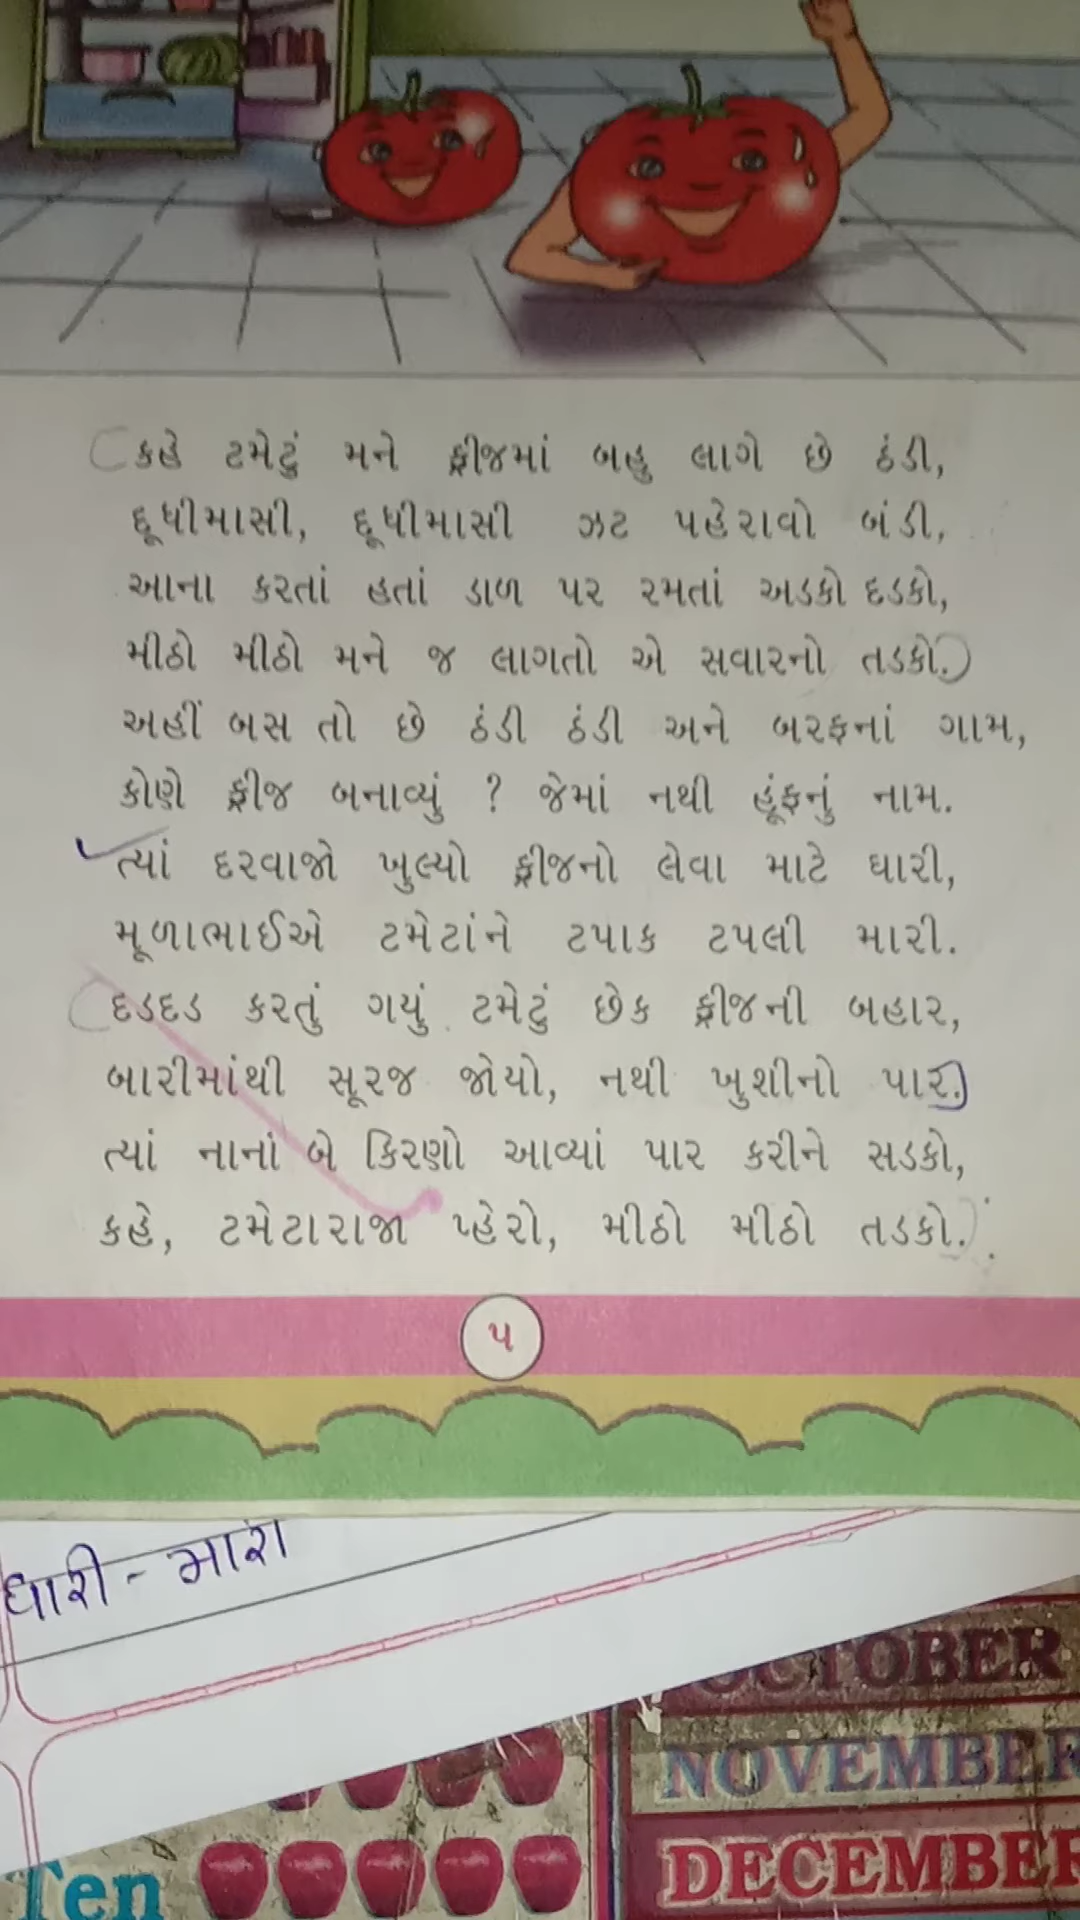 કહે ટમેટું મને ફ્રીજમાં બહુ લાગે છે ઠંડી,
દૂધીમાસી, દૂધીમાસી ઝટ પહેરાવો બંડી,
આના કરતાં હતાં ડાળ પર રમતાં અડકો દડકો,
મીઠો મીઠો મને જ લાગતો એ સવારનો તડકો.
અહીં બસ તો છે ઠંડી ઠંડી અને બરફનાં ગામ,
કોણે ફ્રીજ બનાવ્યું ? જેમાં નથી હૂંફનું નામ.
ત્યાં દરવાજો ખુલ્યો ફ્રીજનો લેવા માટે ઘારી,
મૂળાભાઈએ ટમેટાંને ટપાક ટપલી મારી.
દડદડ કરતું ગયું ટમેટું છેક ફ્રીજની બહાર,
બારીમાંથી સૂરજ જોયો, નથી ખુશીનો પાર.
ત્યાં નાનાં બે કિરણો આવ્યાં પાર કરીને સડકો,
કહે, ટમેટારાજા પ્હેરો, મીઠો મીઠો તડકો.
૫
ઘારી - મારી
OCTOBER
NOVEMBER
DECEMBER
Ten